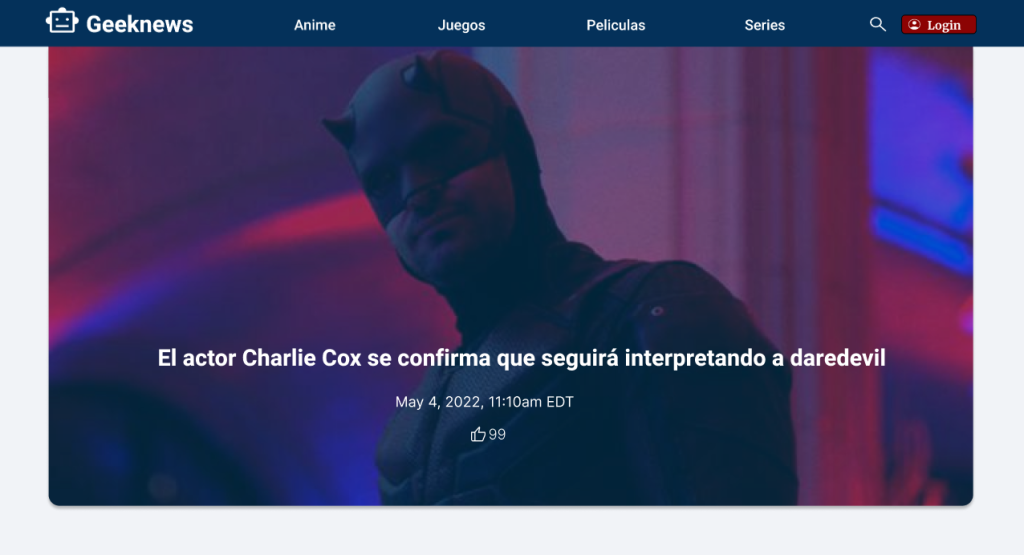 Geeknews
Anime
Juegos
Peliculas
Series
Login
El actor Charlie Cox se confirma que seguirá interpretando a daredevil
May 4, 2022, 11:10am EDT
99